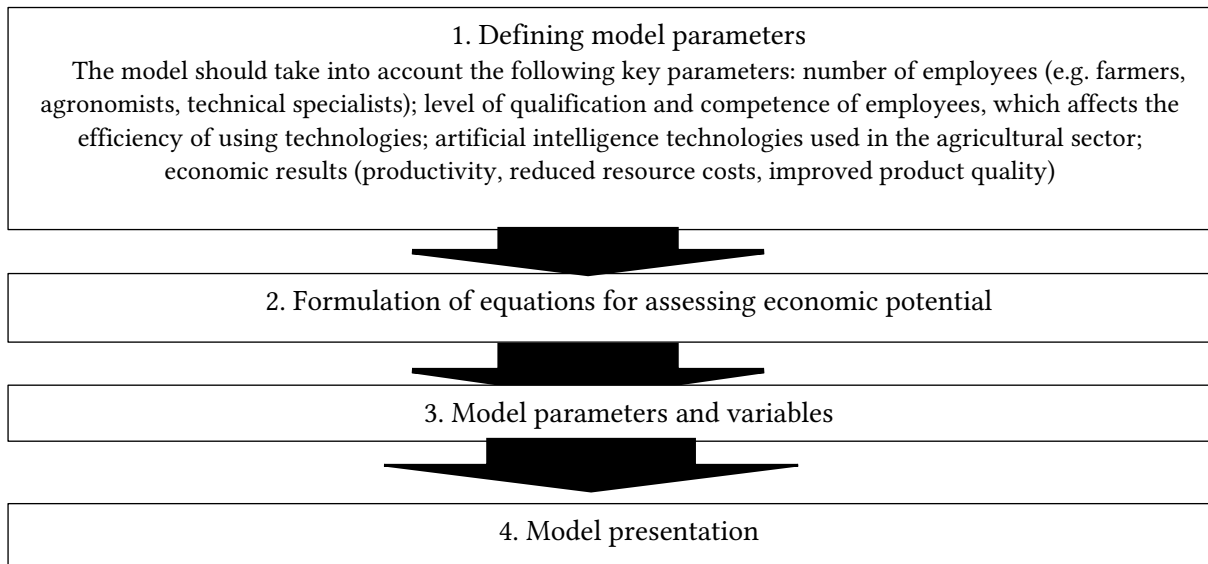 1. Defining model parameters
The model should take into account the following key parameters: number of employees (e.g. farmers,
agronomists, technical specialists); level of qualification and competence of employees, which affects the
efficiency of using technologies; artificial intelligence technologies used in the agricultural sector;
economic results (productivity, reduced resource costs, improved product quality)
2. Formulation of equations for assessing economic potential
3. Model parameters and variables
4. Model presentation